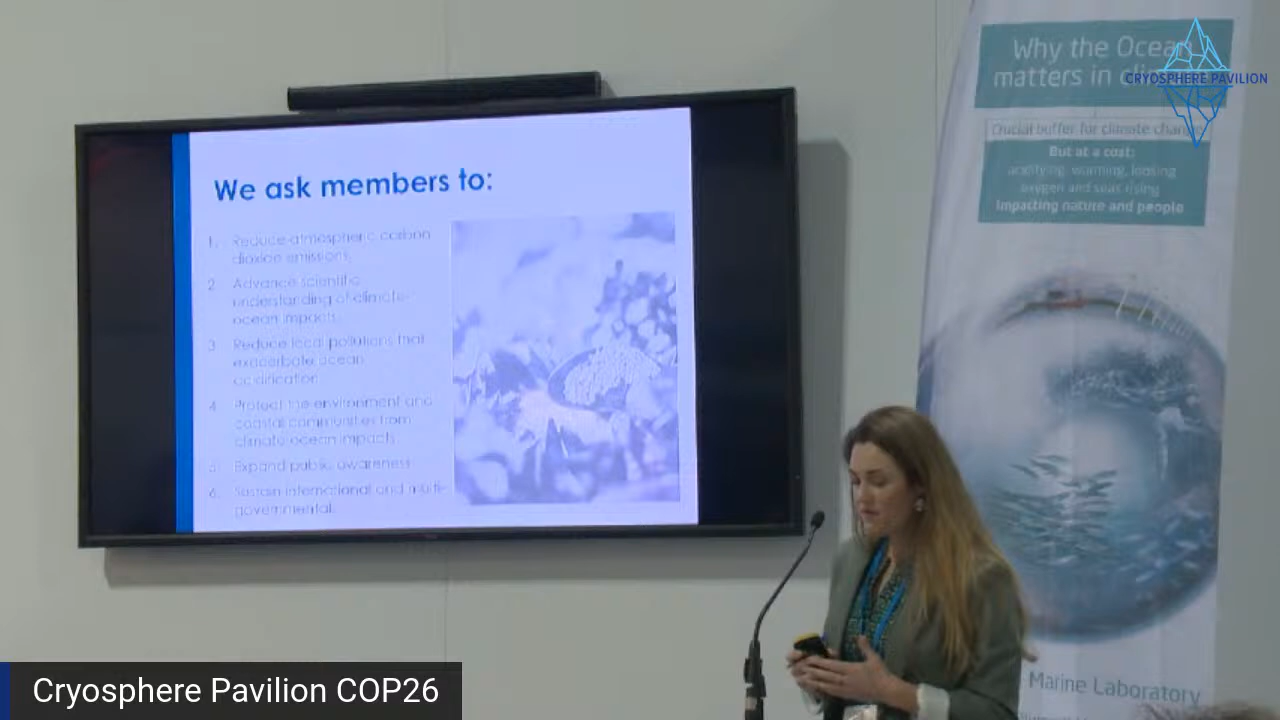 We ask members to:
1. Reduce atmospheric carbon
dioxide emissions.
2. Advance scientific
understanding of climate-
ocean impacts.
3. Reduce local pollutions that
exacerbate ocean
acidification
4. Protect the environment and
coastal communities from
climate ocean impacts
5. Expand public awareness
6. Sustain international and multi-
governmental.
Why the Ocean
matters in
CRYOSPHERE PAVILION
Crucial buffer for climate change
But at a cost:
acidifying, warming, loosing
oxygen and seas rising
Impacting nature and people
Marine Laboratory
Cryosphere Pavilion COP26